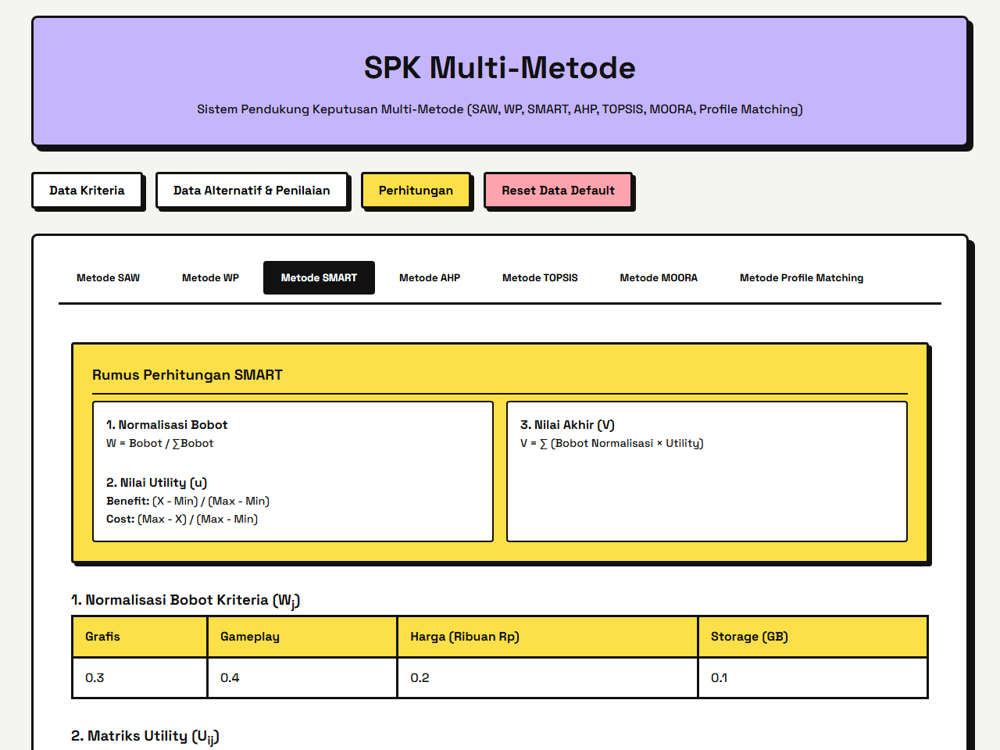 SPK Multi-Metode
Sistem Pendukung Keputusan Multi-Metode (SAW, WP, SMART, AHP, TOPSIS, MOORA, Profile Matching)
Data Kriteria
Data Alternatif & Penilaian
Perhitungan
Reset Data Default
Metode SAW
Metode WP
Metode SMART
Metode AHP
Metode TOPSIS
Metode MOORA
Metode Profile Matching
Rumus Perhitungan SMART
1. Normalisasi Bobot
W = Bobot / ∑Bobot
2. Nilai Utility (u)
Benefit: (X - Min) / (Max - Min)
Cost: (Max - X) / (Max - Min)
3. Nilai Akhir (V)
V = ∑ (Bobot Normalisasi × Utility)
1. Normalisasi Bobot Kriteria (Wj)
Grafis
Gameplay
Harga (Ribuan Rp)
Storage (GB)
0.3
0.4
0.2
0.1
2. Matriks Utility (Uij)